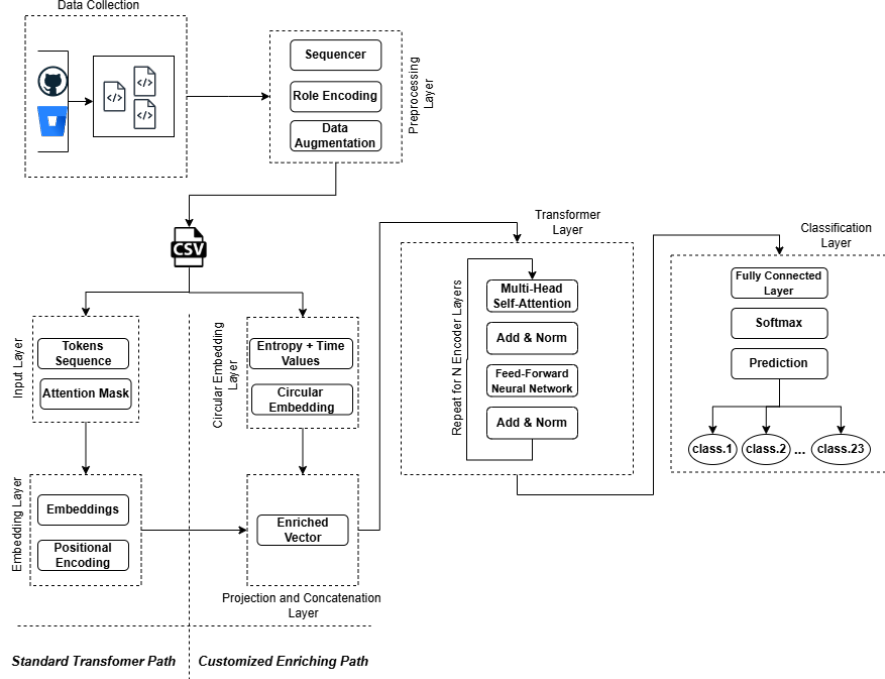 Data Collection
</>
</>
</>
Sequencer
Role Encoding
Data
Augmentation
Preprocessing
Layer
CSV
Input Layer
Tokens
Sequence
Attention Mask
Circular Embedding
Layer
Entropy + Time
Values
Circular
Embedding
Embedding Layer
Embeddings
Positional
Encoding
Enriched
Vector
Projection and Concatenation
Layer
Standard Transfomer Path
Customized Enriching Path
Transformer
Layer
Repeat for N Encoder Layers
Multi-Head
Self-Attention
Add & Norm
Feed-Forward
Neural Network
Add & Norm
Classification
Layer
Fully Connected
Layer
Softmax
Prediction
class.1
class.2
...
class.23